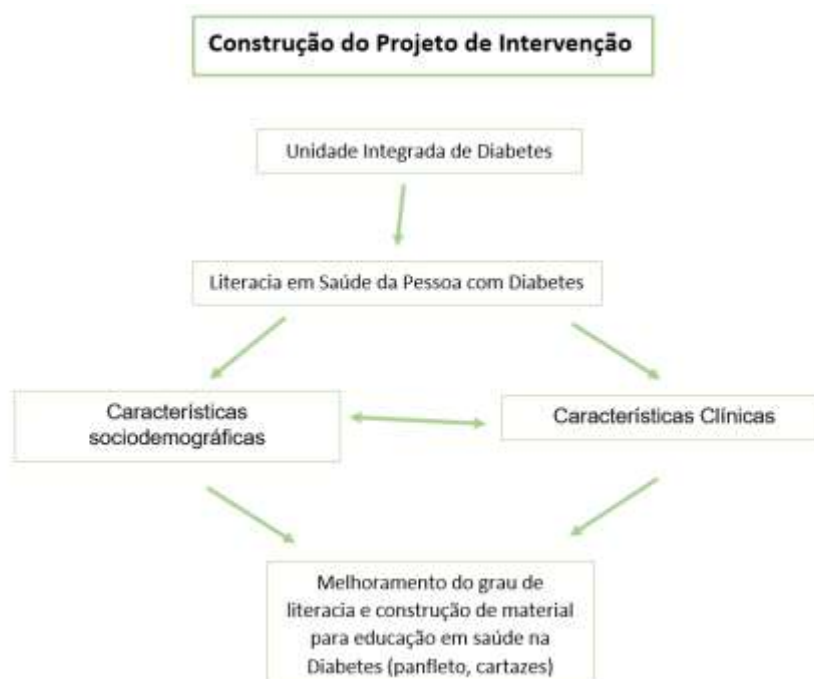 Construção do Projeto de Intervenção
Unidade Integrada de Diabetes
Literacia em Saúde da Pessoa com Diabetes
Características
sociodemográficas
Características Clínicas
Melhoramento do grau de
literacia e construção de material
para educação em saúde na
Diabetes (panfleto, cartazes)